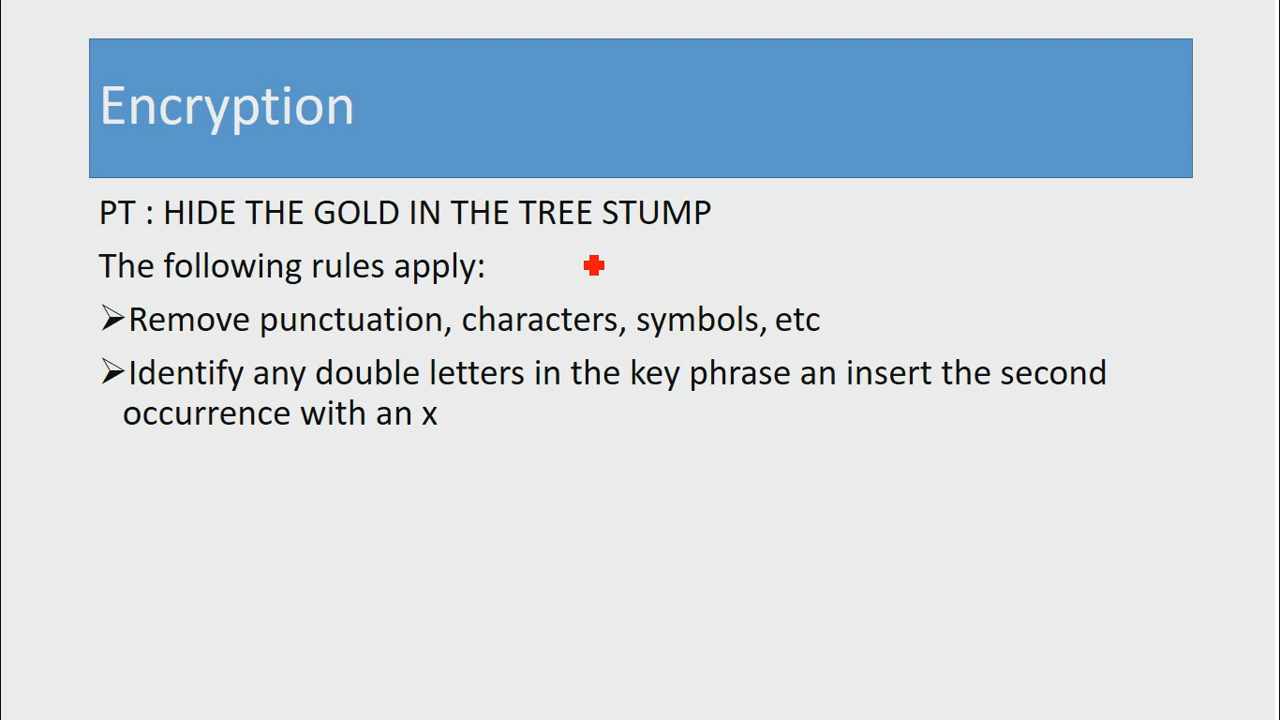 Encryption
PT : HIDE THE GOLD IN THE TREE STUMP
The following rules apply:
➢Remove punctuation, characters, symbols, etc
➢Identify any double letters in the key phrase an insert the second
occurrence with an x